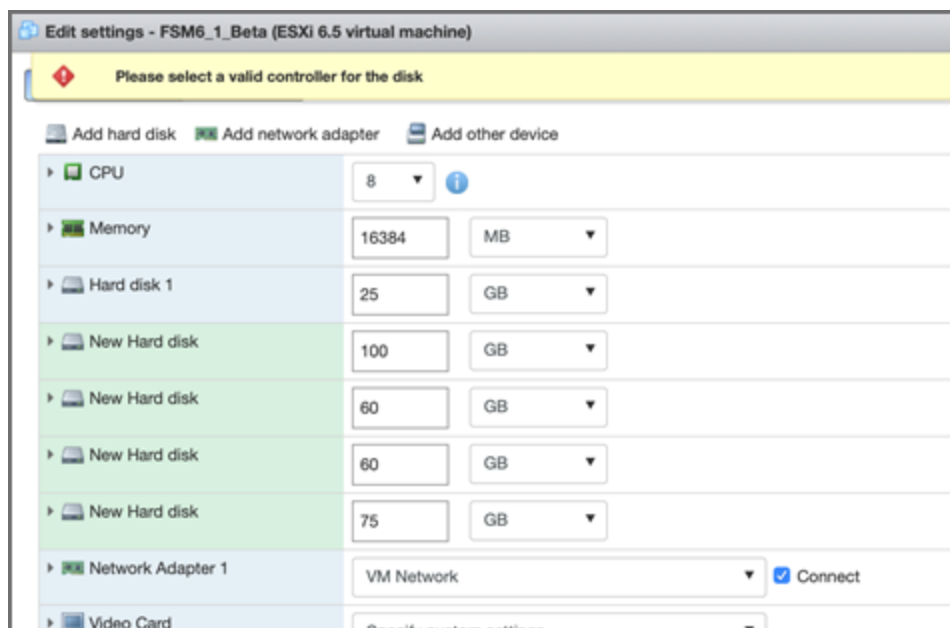 Edit settings - FSM6_1_Beta (ESXi 6.5 virtual machine)
Please select a valid controller for the disk
Add hard disk Add network adapter Add other device
CPU 8
Memory 16384 MB
Hard disk 1 25 GB
New Hard disk 100 GB
New Hard disk 60 GB
New Hard disk 60 GB
New Hard disk 75 GB
Network Adapter 1 VM Network Connect
Video Card Specify custom settings